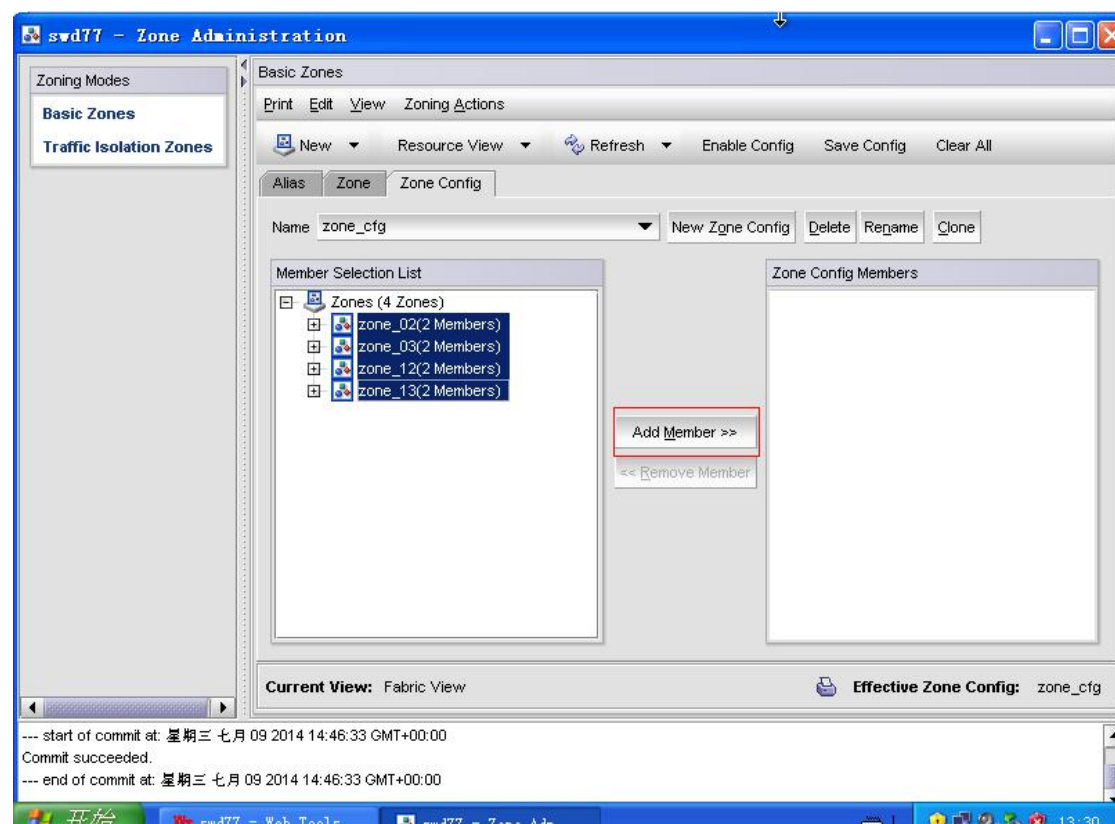 swd77 - Zone Administration
Zoning Modes
Basic Zones
Traffic Isolation Zones
Basic Zones
Print Edit View Zoning Actions
New Resource View Refresh Enable Config Save Config Clear All
Alias Zone Zone Config
Name zone_cfg New Zone Config Delete Rename Clone
Member Selection List
Zones (4 Zones)
zone_02(2 Members)
zone_03(2 Members)
zone_12(2 Members)
zone_13(2 Members)
Add Member >>
<< Remove Member
Zone Config Members
Current View: Fabric View
Effective Zone Config: zone_cfg
--- start of commit at: 星期三 七月 09 2014 14:46:33 GMT+00:00
Commit succeeded.
--- end of commit at: 星期三 七月 09 2014 14:46:33 GMT+00:00
开始 swd77 - Web Tools swd77 - Zone Adm... 13:30